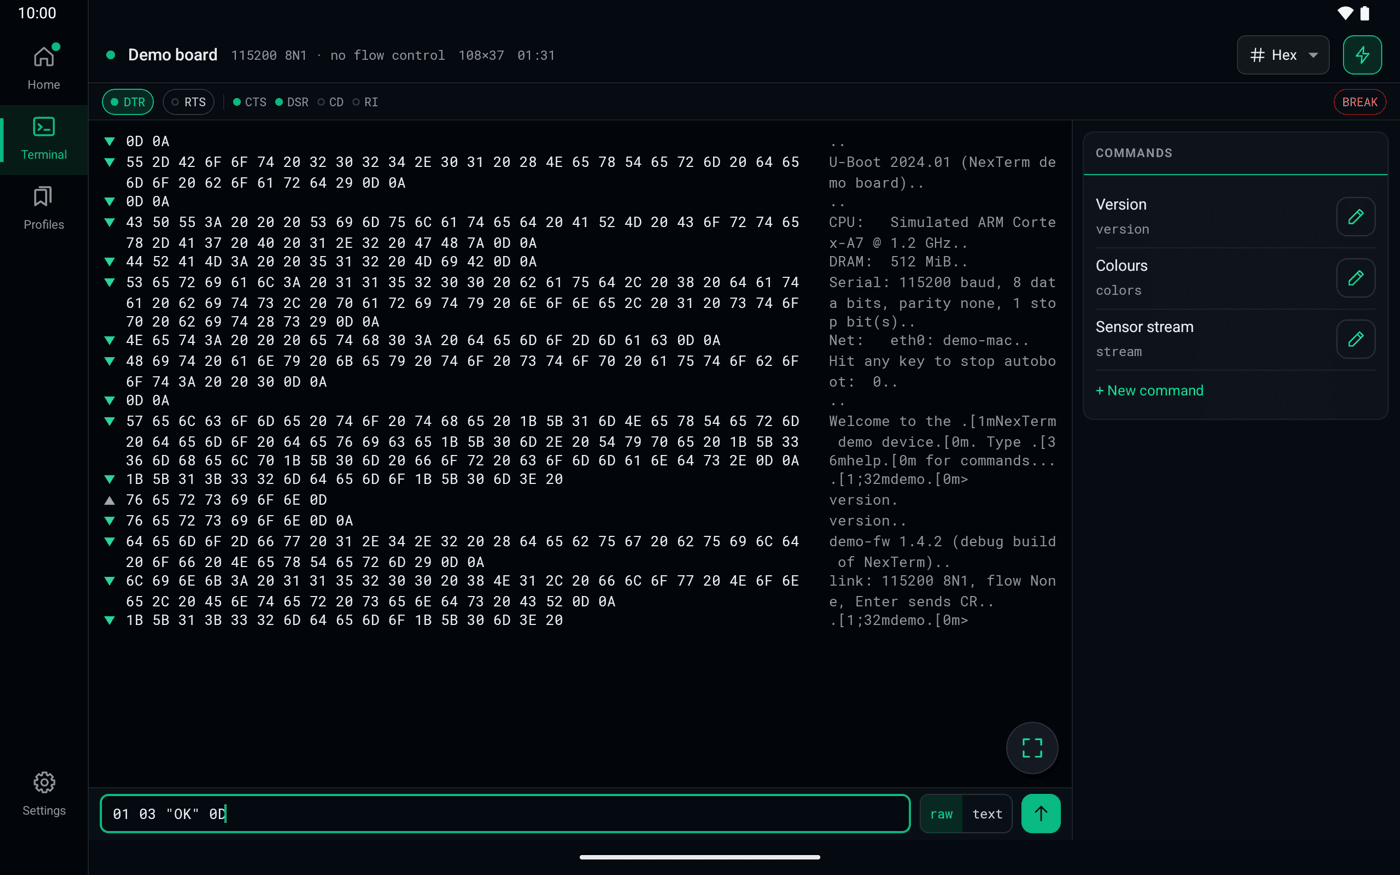 10:00
Home
Terminal
Profiles
Settings
Demo board 115200 8N1 · no flow control 108×37 01:31
# Hex
DTR RTS CTS DSR CD RI
BREAK
0D 0A ..
55 2D 42 6F 6F 74 20 32 30 32 34 2E 30 31 20 28 4E 65 78 54 65 72 6D 20 64 65 U-Boot 2024.01 (NexTerm de
6D 6F 20 62 6F 61 72 64 29 0D 0A mo board)..
0D 0A ..
43 50 55 3A 20 20 20 53 69 6D 75 6C 61 74 65 64 20 41 52 4D 20 43 6F 72 74 65 CPU:   Simulated ARM Corte
78 2D 41 37 20 40 20 31 2E 32 20 47 48 7A 0D 0A x-A7 @ 1.2 GHz..
44 52 41 4D 3A 20 20 35 31 32 20 4D 69 42 0D 0A DRAM:  512 MiB..
53 65 72 69 61 6C 3A 20 31 31 35 32 30 30 20 62 61 75 64 2C 20 38 20 64 61 74 Serial: 115200 baud, 8 dat
61 20 62 69 74 73 2C 20 70 61 72 69 74 79 20 6E 6F 6E 65 2C 20 31 20 73 74 6F a bits, parity none, 1 sto
70 20 62 69 74 28 73 29 0D 0A p bit(s)..
4E 65 74 3A 20 20 20 65 74 68 30 3A 20 64 65 6D 6F 2D 6D 61 63 0D 0A Net:   eth0: demo-mac..
48 69 74 20 61 6E 79 20 6B 65 79 20 74 6F 20 73 74 6F 70 20 61 75 74 6F 62 6F Hit any key to stop autobo
6F 74 3A 20 20 30 0D 0A ot:  0..
0D 0A ..
57 65 6C 63 6F 6D 65 20 74 6F 20 74 68 65 20 1B 5B 31 6D 4E 65 78 54 65 72 6D Welcome to the .[1mNexTerm
20 64 65 6D 6F 20 64 65 76 69 63 65 1B 5B 30 6D 2E 20 54 79 70 65 20 1B 5B 33 demo device.[0m. Type .[3
36 6D 68 65 6C 70 1B 5B 30 6D 20 66 6F 72 20 63 6F 6D 6D 61 6E 64 73 2E 0D 0A 6mhelp.[0m for commands...
1B 5B 31 3B 33 32 6D 64 65 6D 6F 1B 5B 30 6D 3E 20 .[1;32mdemo.[0m>
76 65 72 73 69 6F 6E 0D version.
76 65 72 73 69 6F 6E 0D 0A version..
64 65 6D 6F 2D 66 77 20 31 2E 34 2E 32 20 28 64 65 62 75 67 20 62 75 69 6C 64 demo-fw 1.4.2 (debug build
20 6F 66 20 4E 65 78 54 65 72 6D 29 0D 0A of NexTerm)..
6C 69 6E 6B 3A 20 31 31 35 32 30 30 20 38 4E 31 2C 20 66 6C 6F 77 20 4E 6F 6E link: 115200 8N1, flow Non
65 2C 20 45 6E 74 65 72 20 73 65 6E 64 73 20 43 52 0D 0A e, Enter sends CR..
1B 5B 31 3B 33 32 6D 64 65 6D 6F 1B 5B 30 6D 3E 20 .[1;32mdemo.[0m>
01 03 "OK" 0D
raw text
COMMANDS
Version
version
Colours
colors
Sensor stream
stream
+ New command